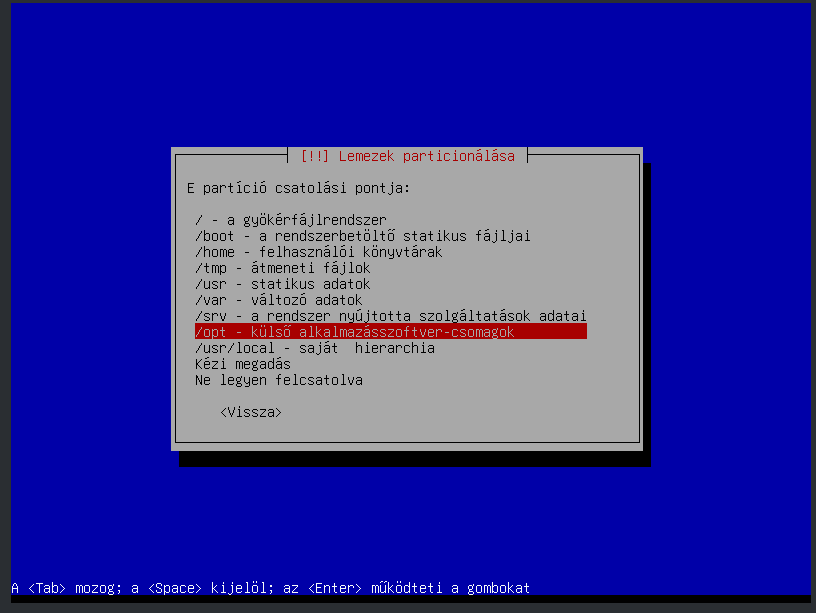 [!!] Lemezek particionálása
E partíció csatolási pontja:
/ - a gyökérfájlrendszer
/boot - a rendszerbetöltő statikus fájljai
/home - felhasználói könyvtárak
/tmp - átmeneti fájlok
/usr - statikus adatok
/var - változó adatok
/srv - a rendszer nyújtotta szolgáltatások adatai
/opt - külső alkalmazásszoftver-csomagok
/usr/local - saját  hierarchia
Kézi megadás
Ne legyen felcsatolva
<Vissza>
A <Tab> mozog; a <Space> kijelöl; az <Enter> működteti a gombokat